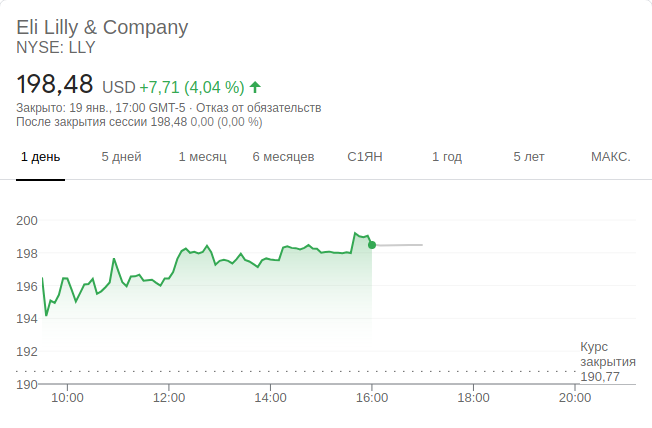 Eli Lilly & Company
NYSE: LLY
198,48 USD +7,71 (4,04 %)
Закрыто: 19 янв., 17:00 GMT-5 · Отказ от обязательств
После закрытия сессии 198,48 0,00 (0,00 %)
1 день 5 дней 1 месяц 6 месяцев С1ЯН 1 год 5 лет МАКС.
200
198
196
194
192
Курс
закрытия
190,77
190
10:00 12:00 14:00 16:00 18:00 20:00